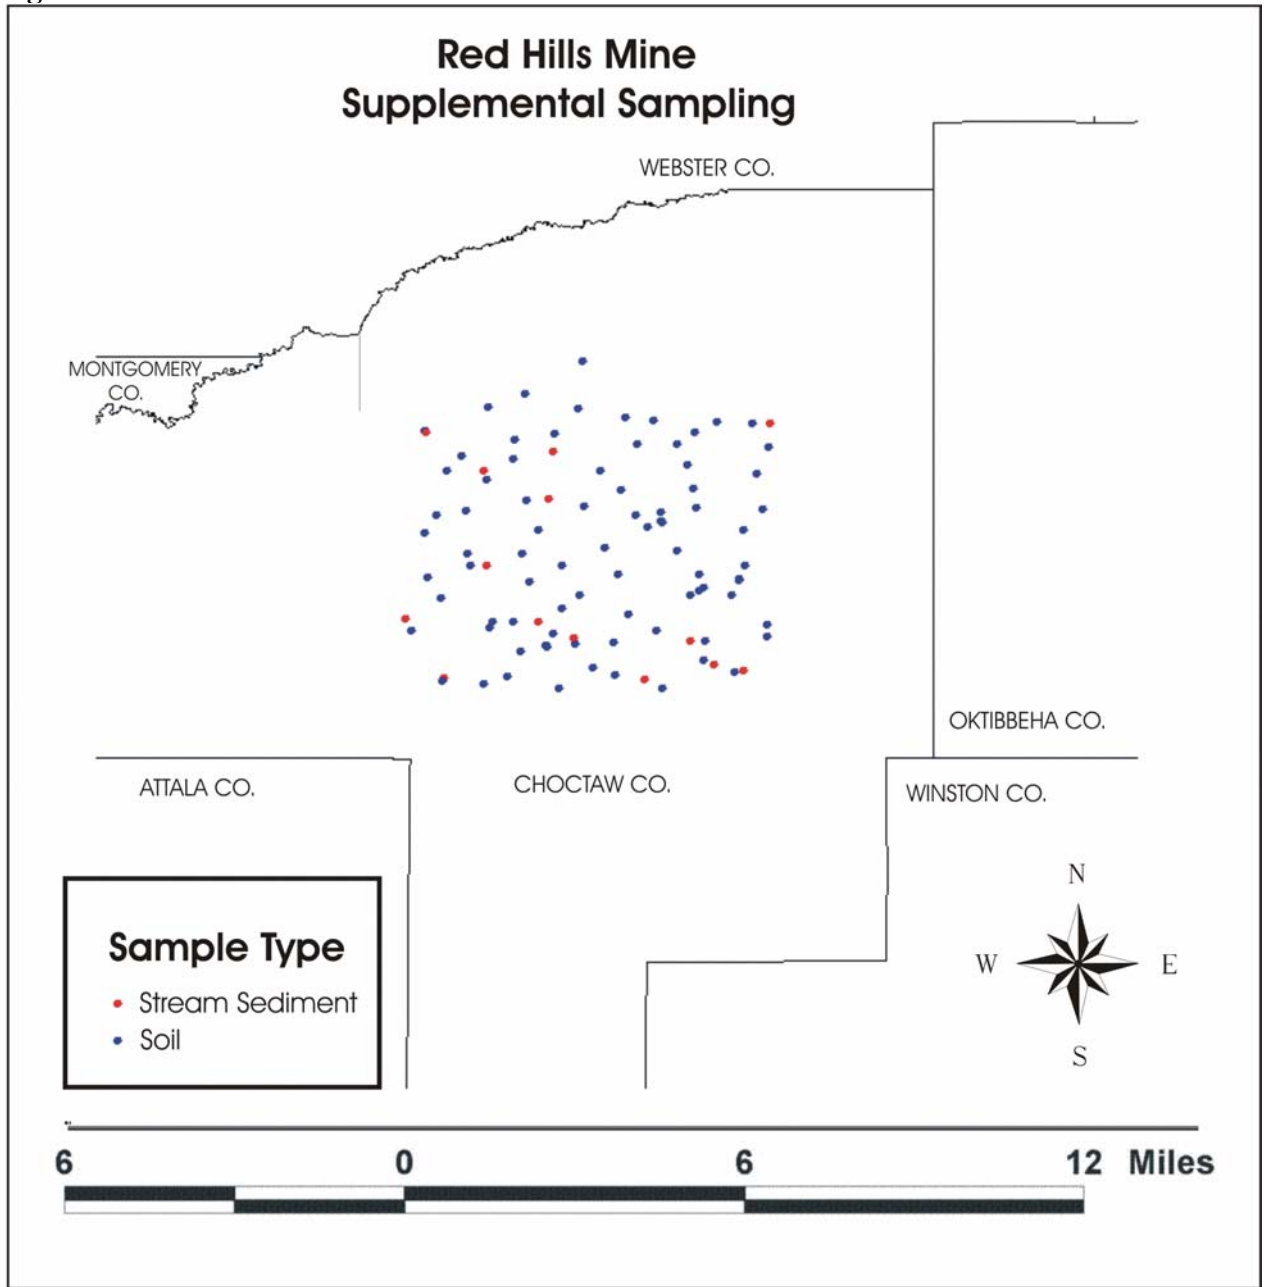 Red Hills Mine
Supplemental Sampling
WEBSTER CO.
MONTGOMERY
CO.
OKTIBBEHA CO.
ATTALA CO.
CHOCTAW CO.
WINSTON CO.
Sample Type
Stream Sediment
Soil
N
W E
S
6 0 6 12 Miles